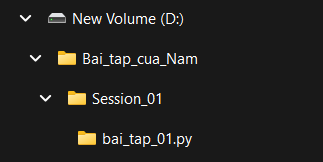 New Volume (D:)
Bai_tap_cua_Nam
Session_01
bai_tap_01.py